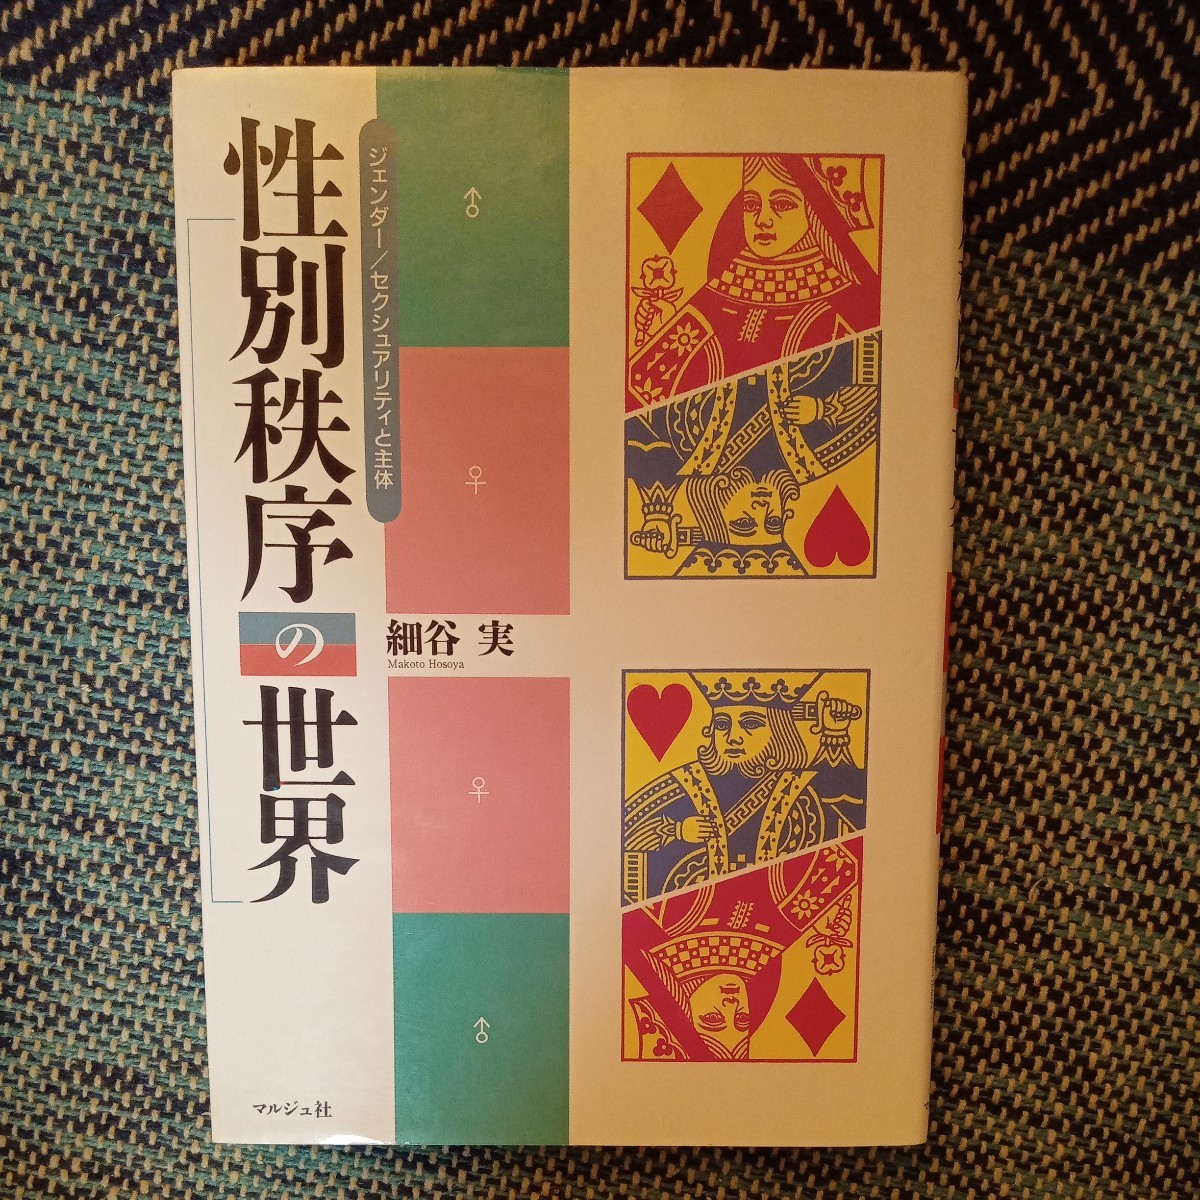 性別秩序の世界
ジェンダー／セクシュアリティと主体
細谷 実
Makoto Hosoya
マルジュ社